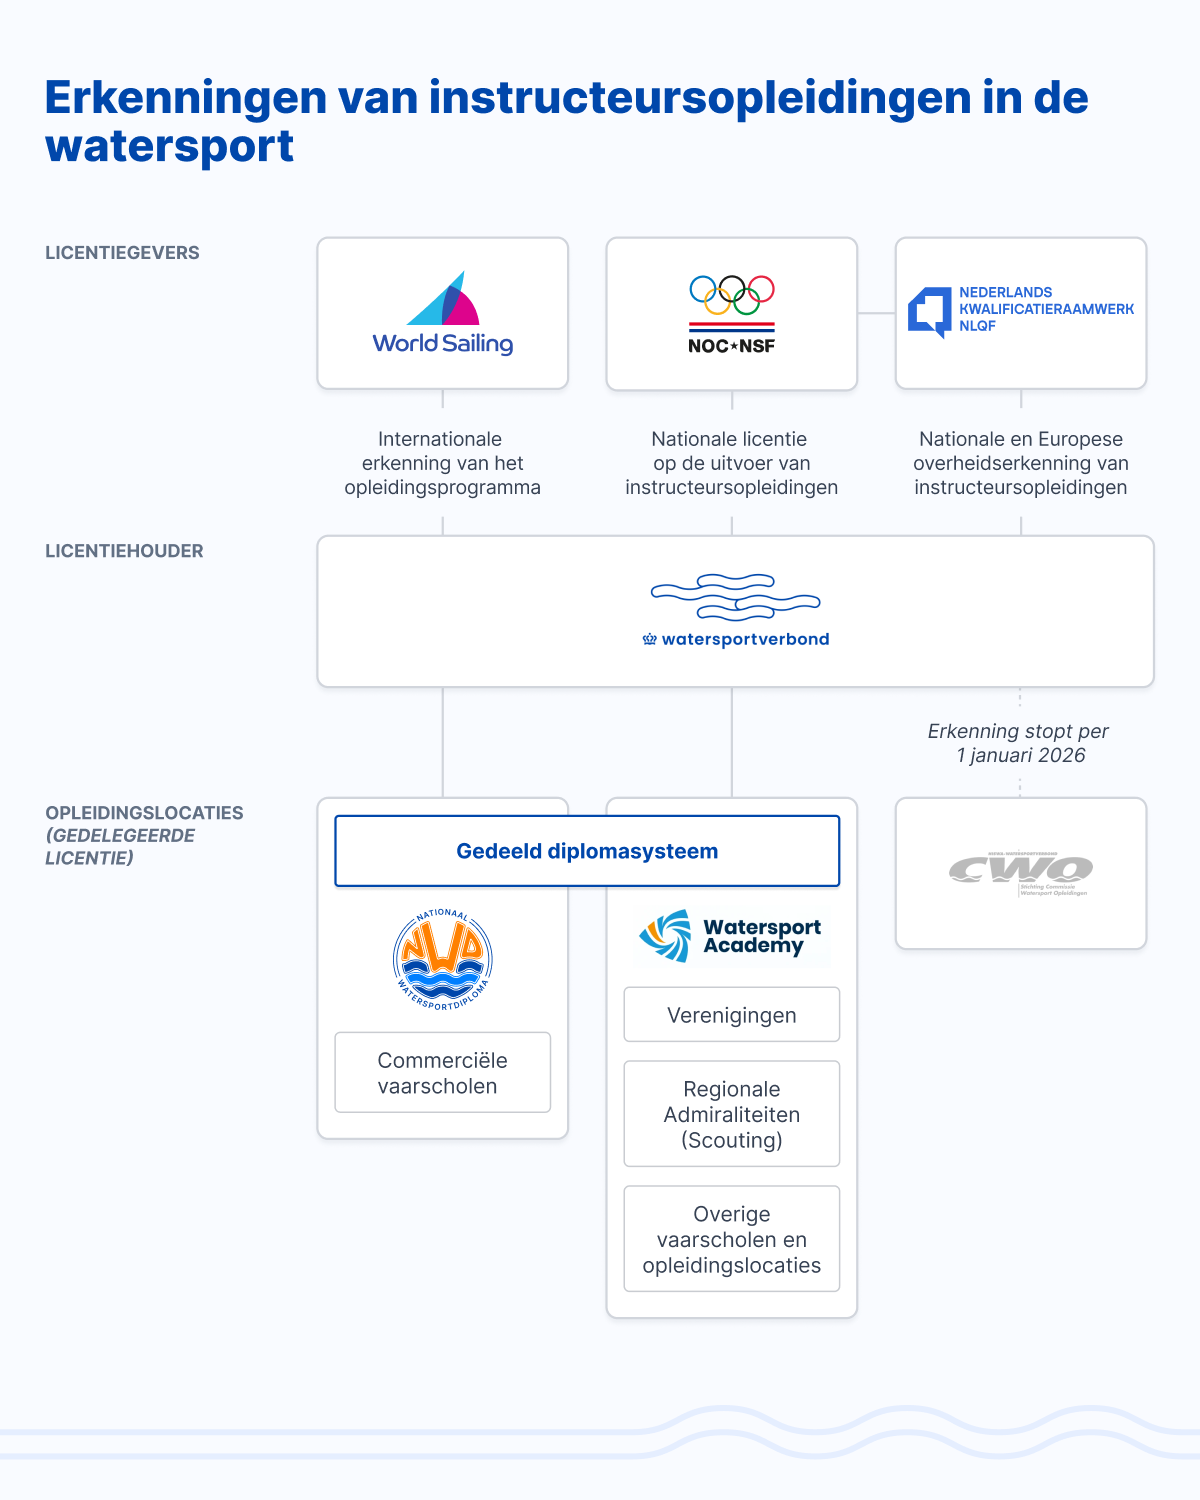 Erkenningen van instructeursopleidingen in de
watersport
LICENTIEGEVERS
World Sailing
NOC★NSF
NEDERLANDS
KWALIFICATIERAAMWERK
NLQF
Internationale
erkenning van het
opleidingsprogramma
Nationale licentie
op de uitvoer van
instructeursopleidingen
Nationale en Europese
overheidserkenning van
instructeursopleidingen
LICENTIEHOUDER
watersportverbond
Erkenning stopt per
1 januari 2026
OPLEIDINGSLOCATIES
(GEDELEGEERDE
LICENTIE)
Gedeeld diplomasysteem
NATIONAAL
NWD
WATERSPORTDIPLOMA
Commerciële
vaarscholen
Watersport
Academy
Verenigingen
Regionale
Admiraliteiten
(Scouting)
Overige
vaarscholen en
opleidingslocaties
CWO
Stichting Commissie
Watersport Opleidingen